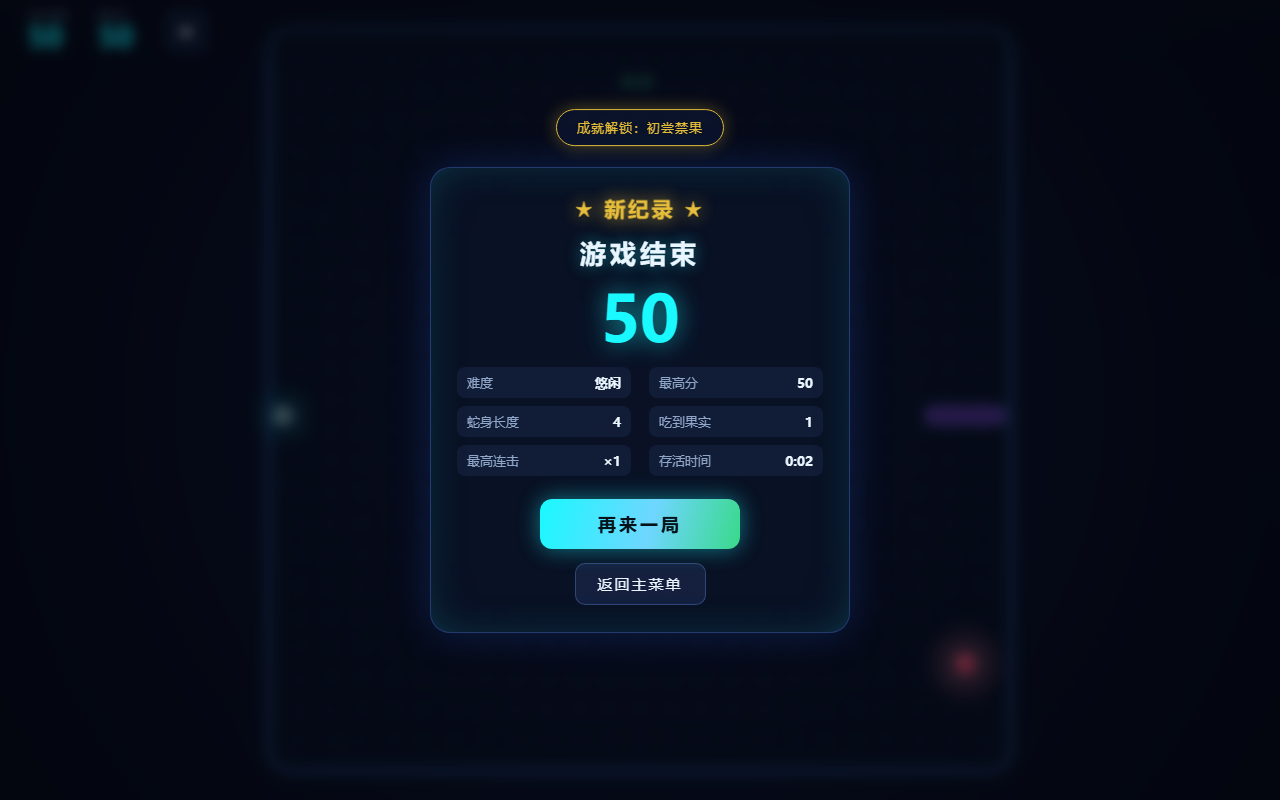 成就解锁：初尝禁果
★ 新纪录 ★
游戏结束
50
难度 悠闲 最高分 50
蛇身长度 4 吃到果实 1
最高连击 ×1 存活时间 0:02
再来一局
返回主菜单